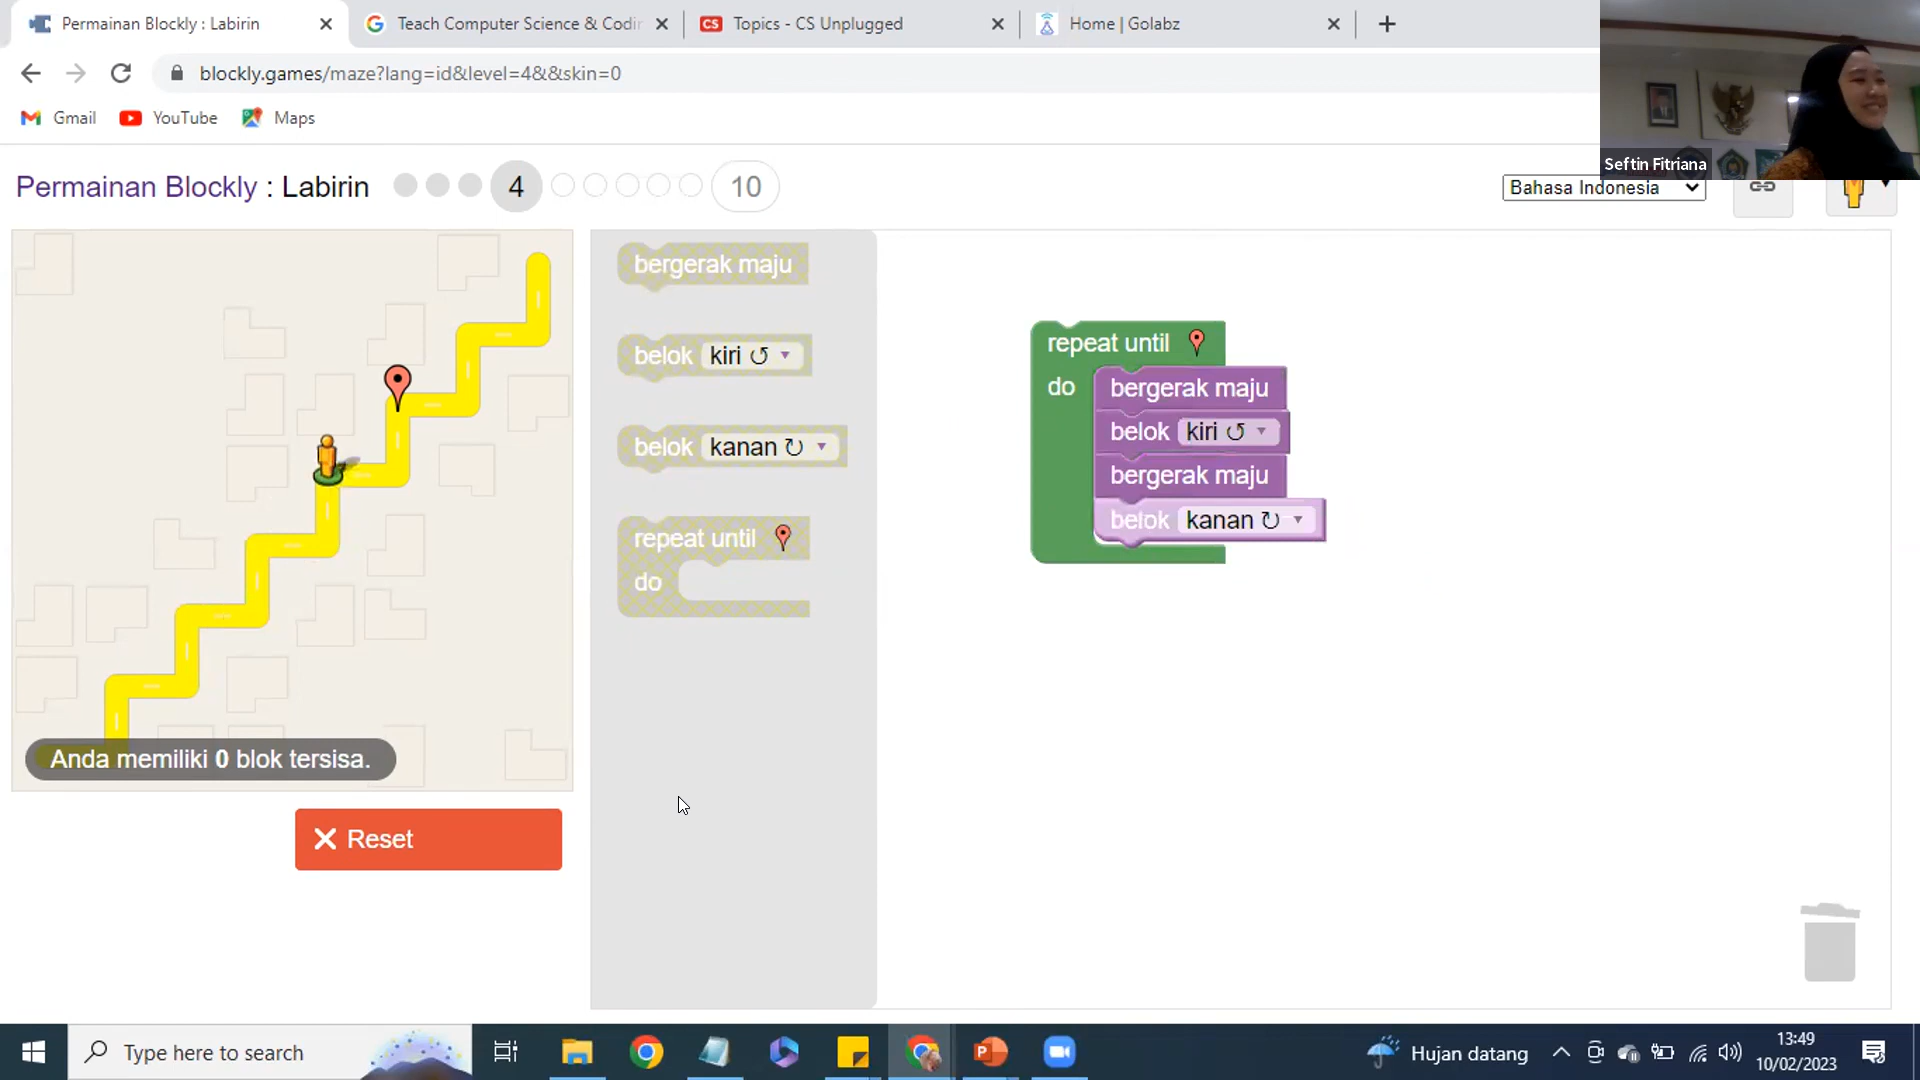 Permainan Blockly : Labirin
Teach Computer Science & Codin
CS Topics - CS Unplugged
Home | Golabz
blockly.games/maze?lang=id&level=4&&skin=0
Gmail
YouTube
Maps
Seftin Fitriana
Permainan Blockly : Labirin
4
10
Bahasa Indonesia
bergerak maju
belok kiri
belok kanan
repeat until
do
repeat until
do
bergerak maju
belok kiri
bergerak maju
belok kanan
Anda memiliki 0 blok tersisa.
Reset
Type here to search
Hujan datang
13:49
10/02/2023